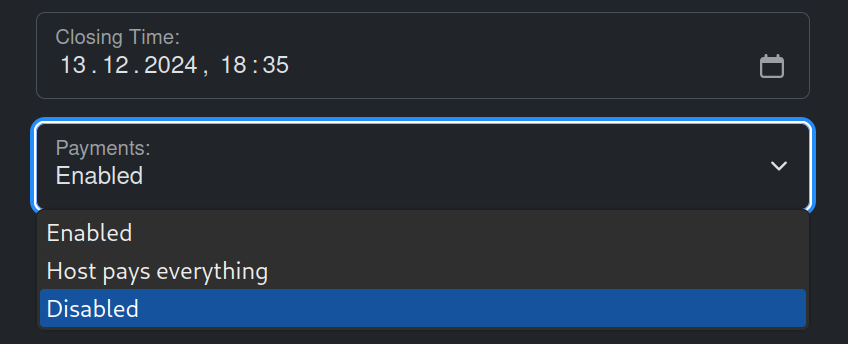 Closing Time:
13.12.2024, 18:35
Payments:
Enabled
Enabled
Host pays everything
Disabled